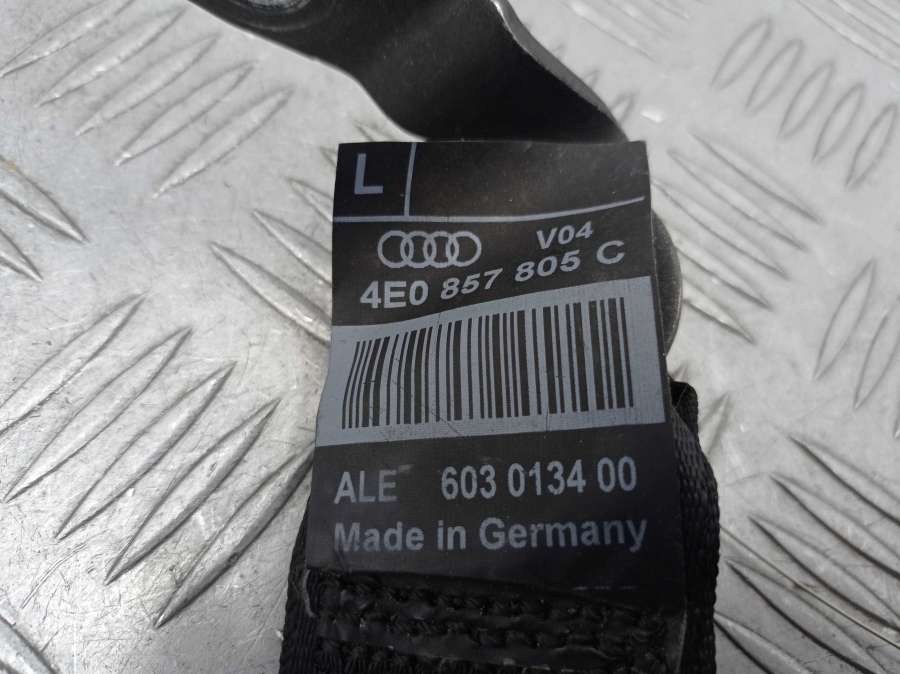 L
V04
4E0 857 805 C
ALE 603 0134 00
Made in Germany